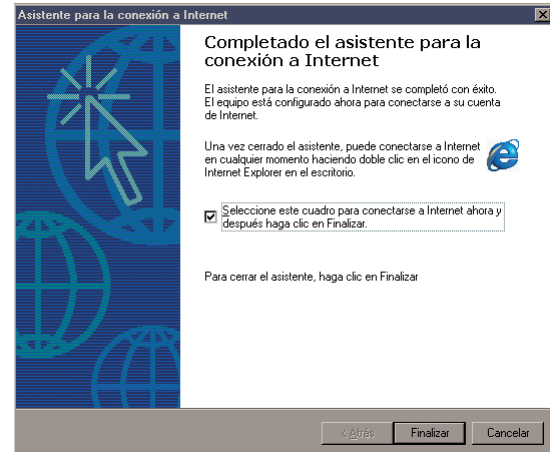 Asistente para la conexión a Internet
Completado el asistente para la
conexión a Internet
El asistente para la conexión a Internet se completó con éxito.
El equipo está configurado ahora para conectarse a su cuenta
de Internet.
Una vez cerrado el asistente, puede conectarse a Internet
en cualquier momento haciendo doble clic en el icono de
Internet Explorer en el escritorio.
Seleccione este cuadro para conectarse a Internet ahora y
después haga clic en Finalizar.
Para cerrar el asistente, haga clic en Finalizar
< Atrás Finalizar Cancelar